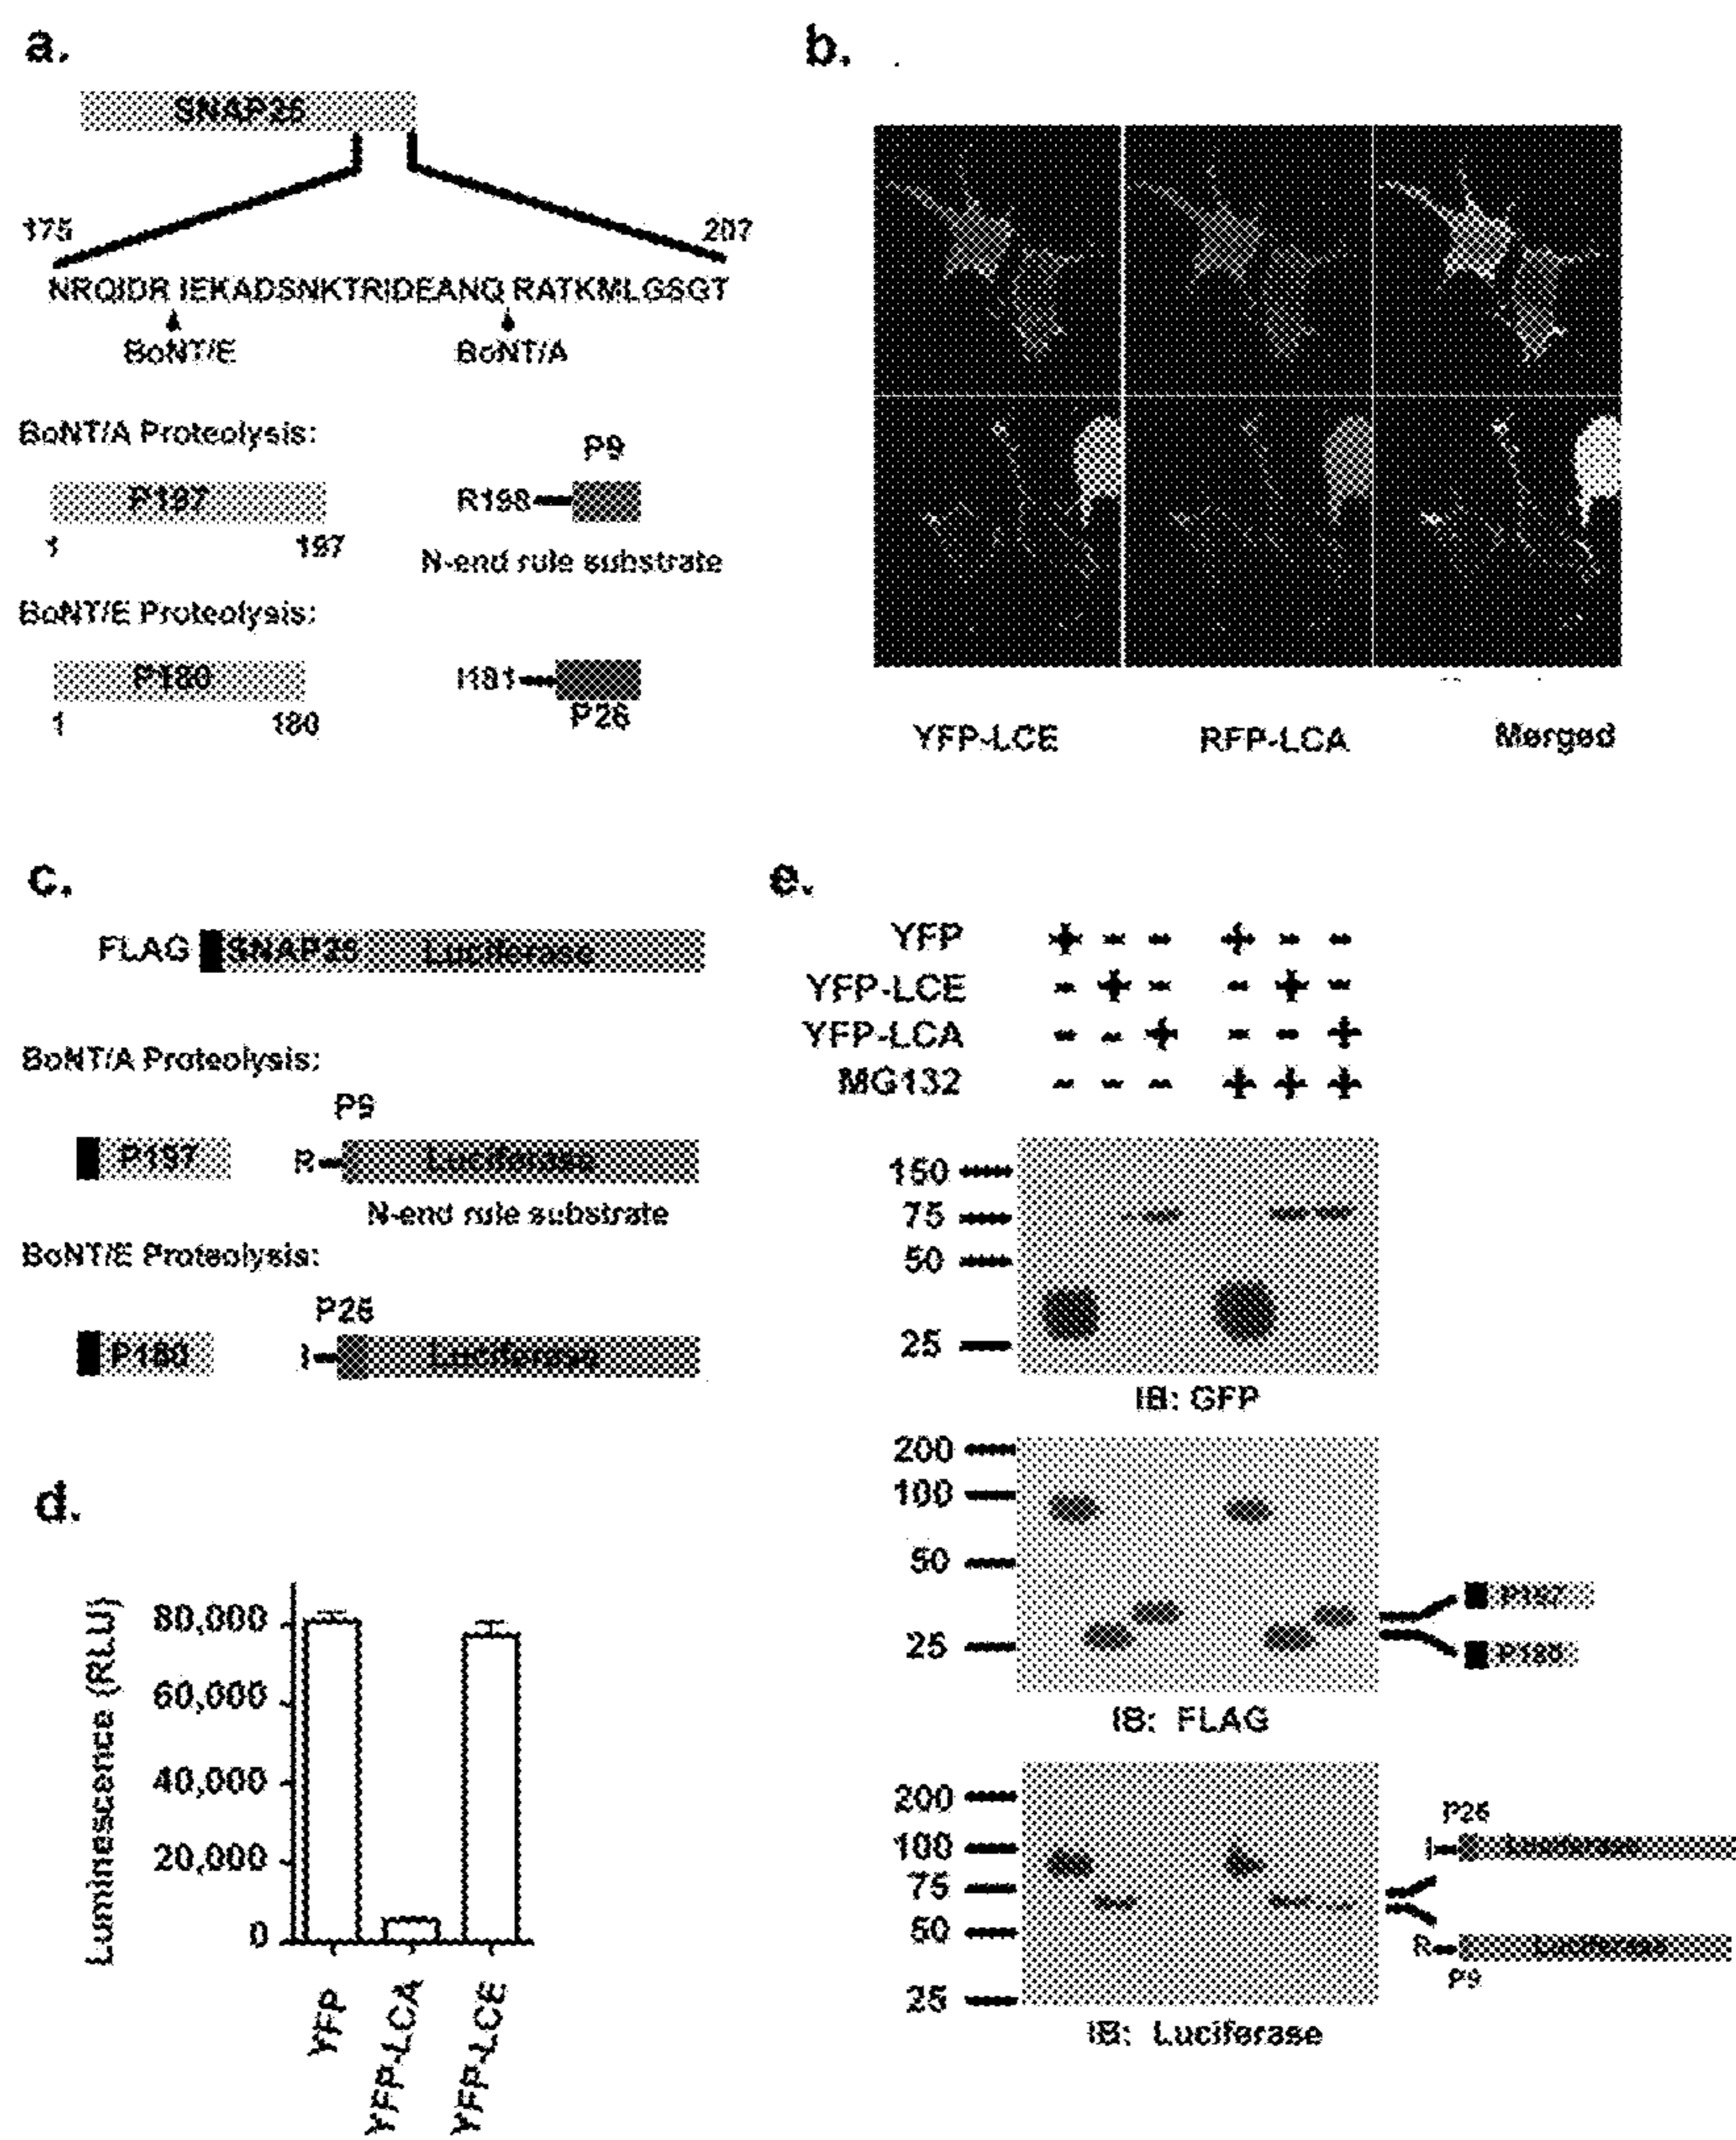 a.
SNAP25
175
207
NRQIDR IEKADSNKTRIDEANQ RATKMLGSGT
BoNT/E
BoNT/A
BoNT/A Proteolysis:
P9
P197
R198
1
197
N-end rule substrate
BoNT/E Proteolysis:
P180
I181
1
180
P26
b.
YFP-LCE
RFP-LCA
Merged
c.
FLAG
SNAP25
Luciferase
BoNT/A Proteolysis:
P9
P197
R
Luciferase
N-end rule substrate
BoNT/E Proteolysis:
P26
P180
I
Luciferase
d.
Luminescence (RLU)
80,000
60,000
40,000
20,000
0
YFP
YFP-LCA
YFP-LCE
e.
YFP + - - + - -
YFP-LCE - + - - + -
YFP-LCA - - + - - +
MG132 - - - + + +
150
75
50
25
IB: GFP
200
100
50
25
P197
P180
IB: FLAG
200
100
75
50
25
P26
I
Luciferase
R
Luciferase
P9
IB: Luciferase